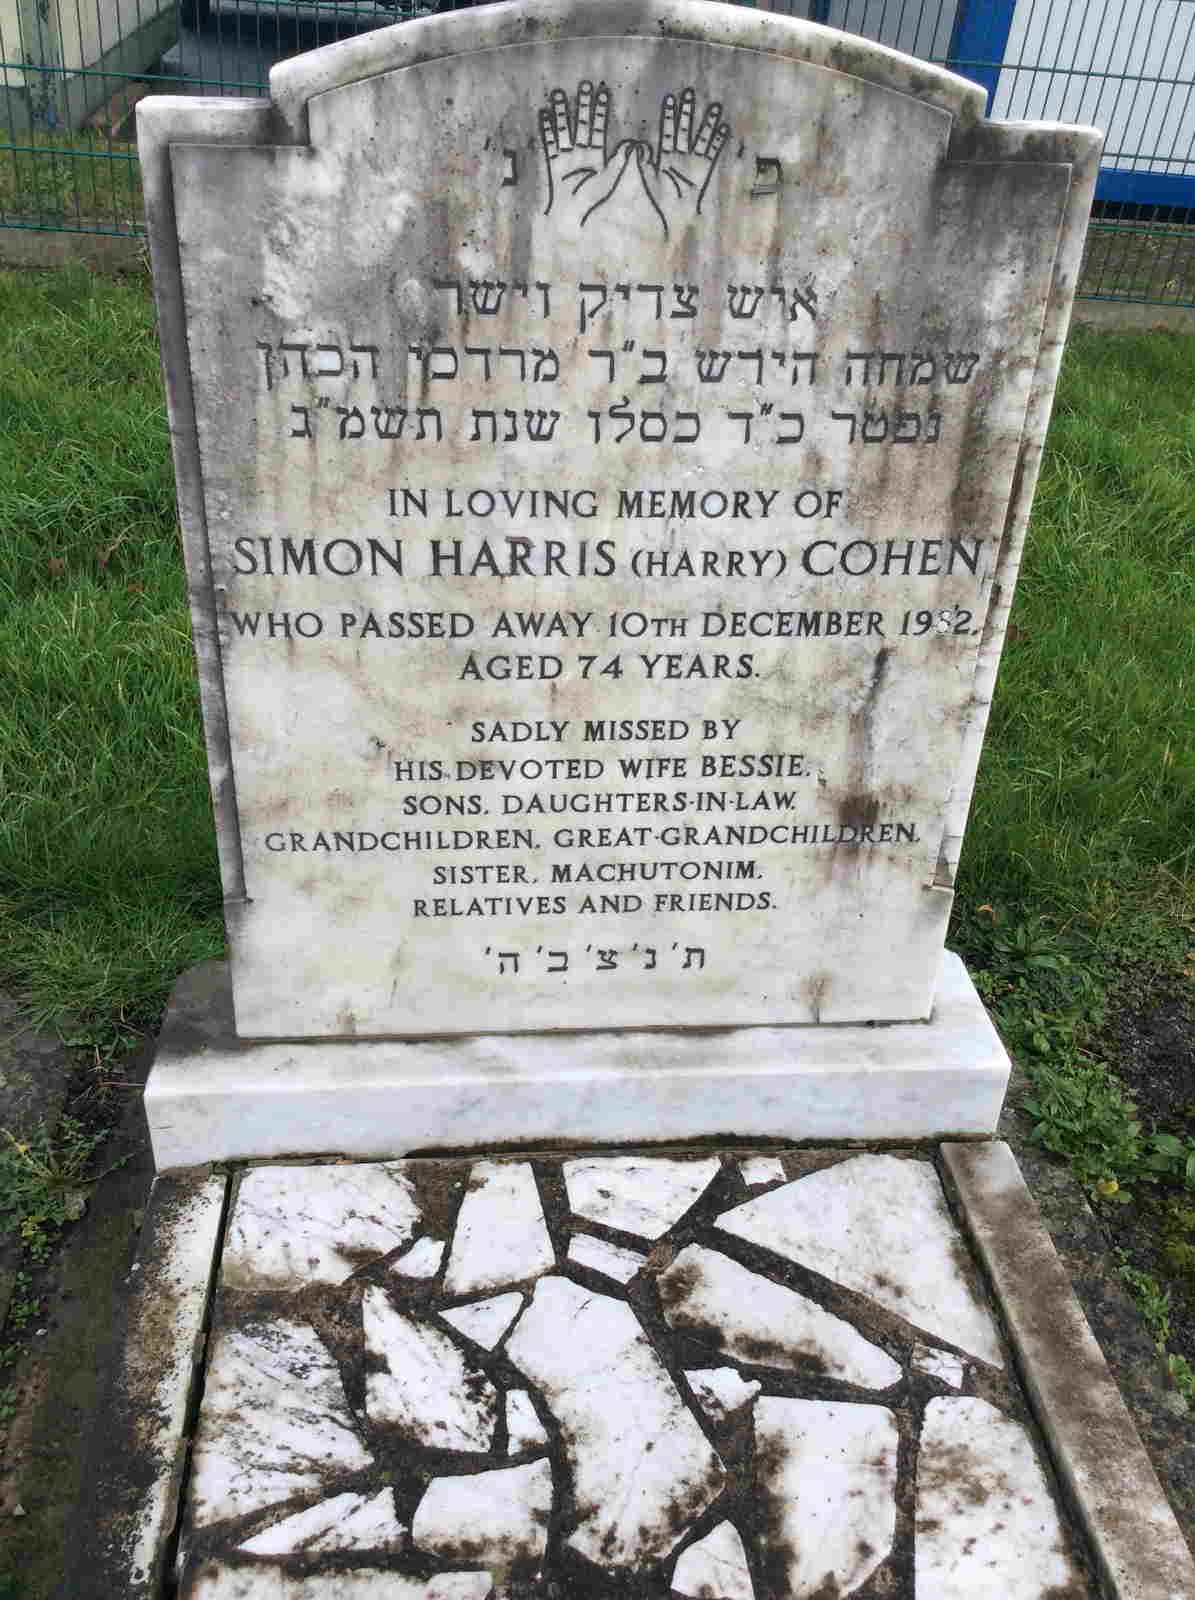 פ' נ'
איש צדיק וישר
שמחה הירש ב"ר מרדכי הכהן
נפטר כ"ד כסלו שנת תשמ"ג
IN LOVING MEMORY OF
SIMON HARRIS (HARRY) COHEN
WHO PASSED AWAY 10TH DECEMBER 1982.
AGED 74 YEARS.
SADLY MISSED BY
HIS DEVOTED WIFE BESSIE.
SONS. DAUGHTERS-IN-LAW.
GRANDCHILDREN. GREAT-GRANDCHILDREN.
SISTER. MACHUTONIM.
RELATIVES AND FRIENDS.
ת' נ' צ' ב' ה'